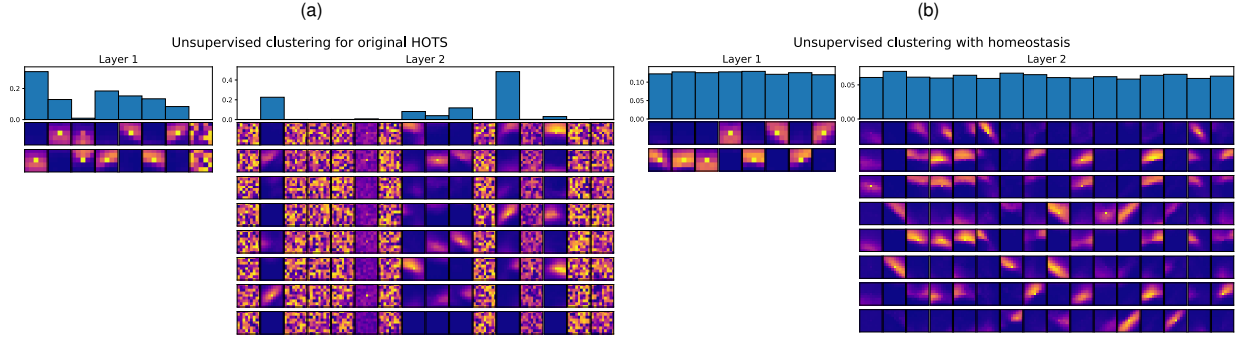 (a)
Unsupervised clustering for original HOTS
Layer 1
Layer 2
0.2
0.0
0.4
0.2
0.0
(b)
Unsupervised clustering with homeostasis
Layer 1
Layer 2
0.10
0.05
0.00
0.05
0.00